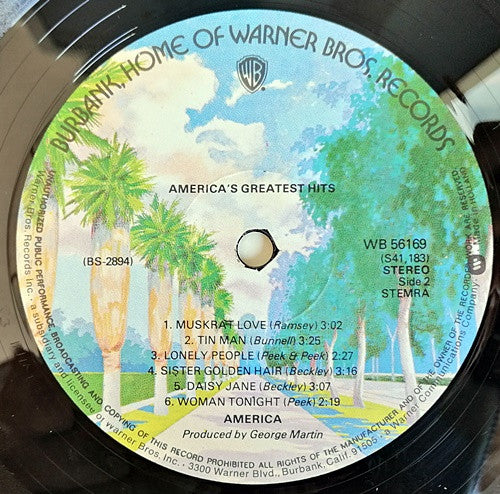 BURBANK, HOME OF WARNER BROS. RECORDS
WB
AMERICA'S GREATEST HITS
WB 56169
(BS-2894)
(S41,183)
STEREO
Side 2
STEMRA
1. MUSKRAT LOVE (Ramsey) 3:02
2. TIN MAN (Bunnell) 3:25
3. LONELY PEOPLE (Peek & Peek) 2:27
4. SISTER GOLDEN HAIR (Beckley) 3:16
5. DAISY JANE (Beckley) 3:07
6. WOMAN TONIGHT (Peek) 2:19
AMERICA
Produced by George Martin
UNAUTHORIZED PUBLIC PERFORMANCE, BROADCASTING AND COPYING OF THIS RECORD PROHIBITED ALL RIGHTS OF THE MANUFACTURER AND OF THE OWNER OF THE RECORDED
ARE RESERVED
Warner Bros. Records Inc. · a subsidiary and licensee of Warner Bros. Inc. · 3300 Warner Blvd., Burbank, Calif. 91505 · a Warner Communications Company